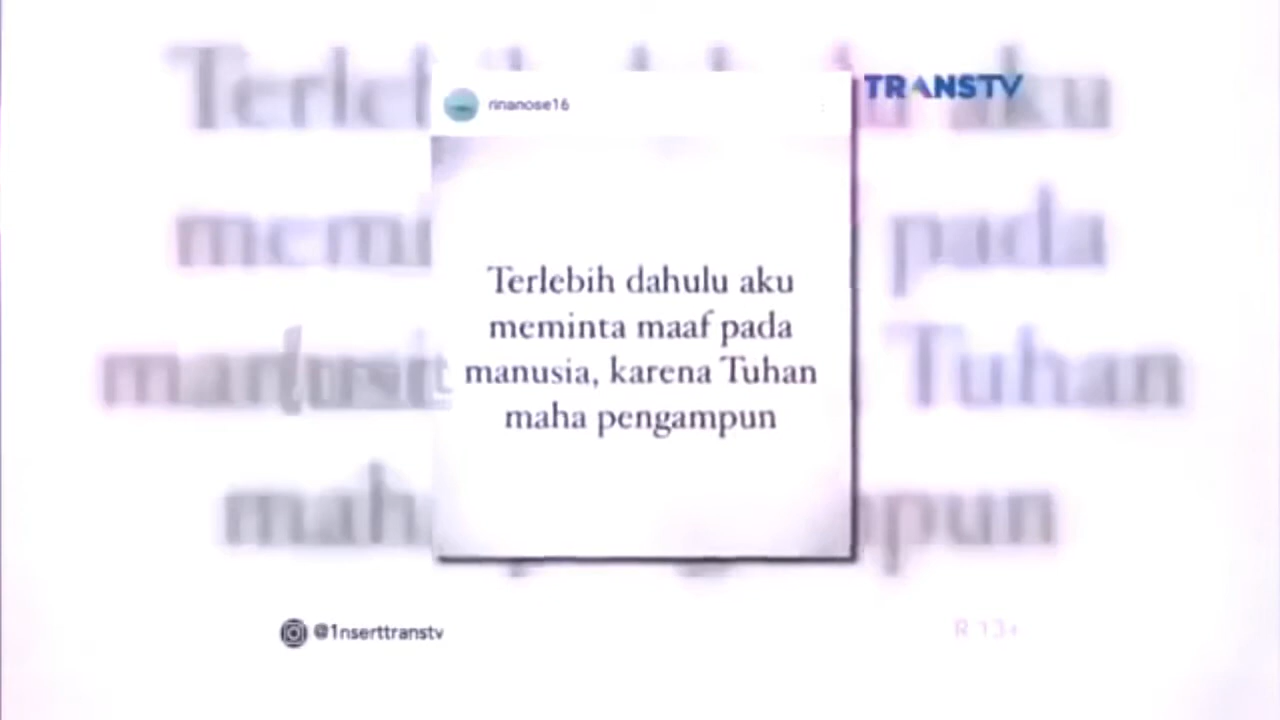 TRANSTV
rinanose16
Terlebih dahulu aku
meminta maaf pada
manusia, karena Tuhan
maha pengampun
@1nserttranstv
R 13+